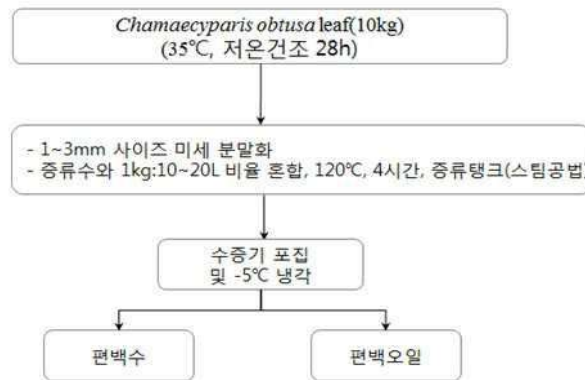 Chamaecyparis obtusa leaf(10kg)
(35℃, 저온건조 28h)
- 1~3mm 사이즈 미세 분말화
- 증류수와 1kg:10~20L 비율 혼합, 120℃, 4시간, 증류탱크(스팀공법)
수증기 포집
및 -5℃ 냉각
편백수
편백오일